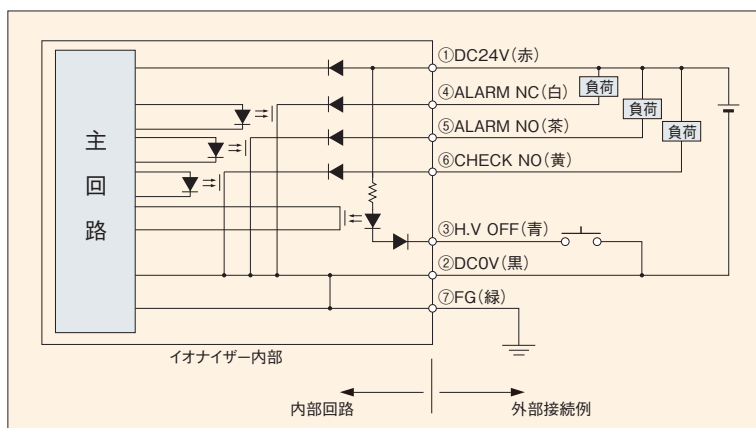 ①DC24V(赤)
④ALARM NC(白)
負荷
⑤ALARM NO(茶)
負荷
⑥CHECK NO(黄)
負荷
主回路
③H.V OFF(青)
②DC0V(黒)
⑦FG(緑)
イオナイザー内部
内部回路
外部接続例